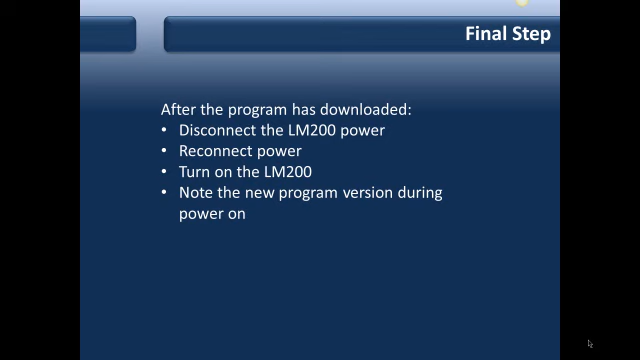 Final Step
After the program has downloaded:
• Disconnect the LM200 power
• Reconnect power
• Turn on the LM200
• Note the new program version during
power on